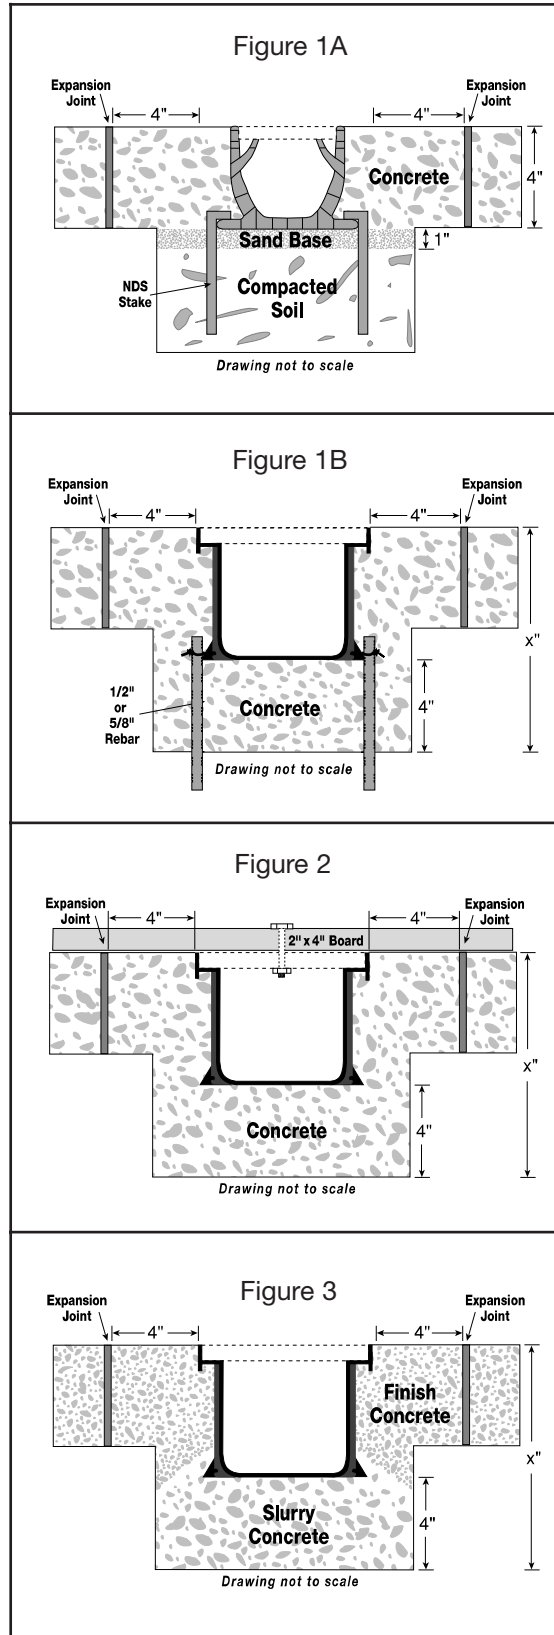 Figure 1A
Expansion
Joint
4"
4"
Expansion
Joint
Concrete
4"
Sand Base
1"
NDS
Stake
Compacted
Soil
Drawing not to scale
Figure 1B
Expansion
Joint
4"
4"
Expansion
Joint
x"
1/2"
or
5/8"
Rebar
Concrete
4"
Drawing not to scale
Figure 2
Expansion
Joint
4"
4"
Expansion
Joint
2" x 4" Board
x"
Concrete
4"
Drawing not to scale
Figure 3
Expansion
Joint
4"
4"
Expansion
Joint
Finish
Concrete
x"
Slurry
Concrete
4"
Drawing not to scale